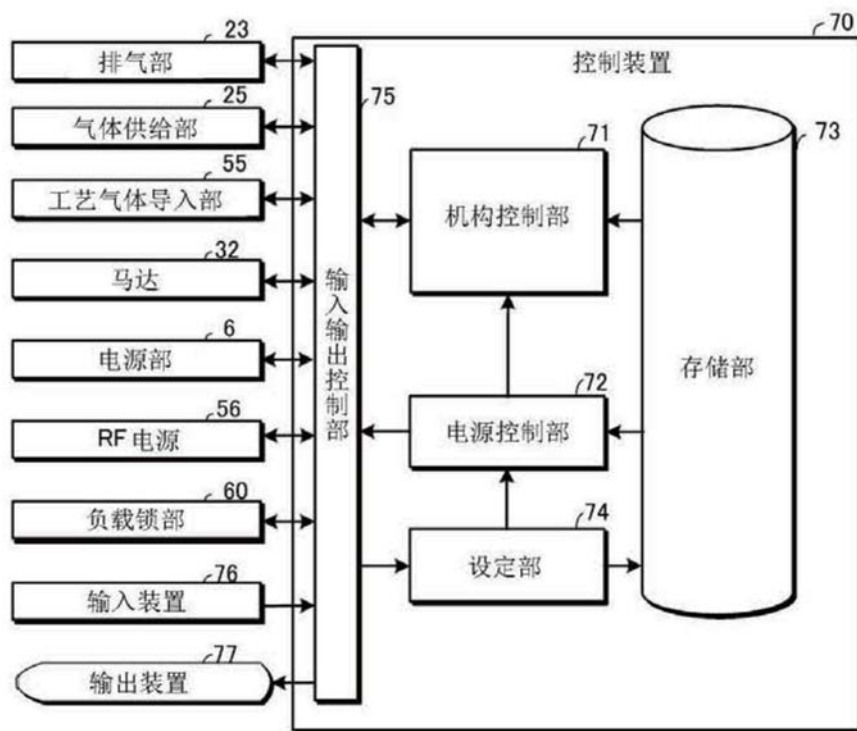 70
控制装置
23
排气部
25
气体供给部
55
工艺气体导入部
32
马达
6
电源部
56
RF 电源
60
负载锁部
76
输入装置
77
输出装置
75
输入输出控制部
71
机构控制部
72
电源控制部
74
设定部
73
存储部